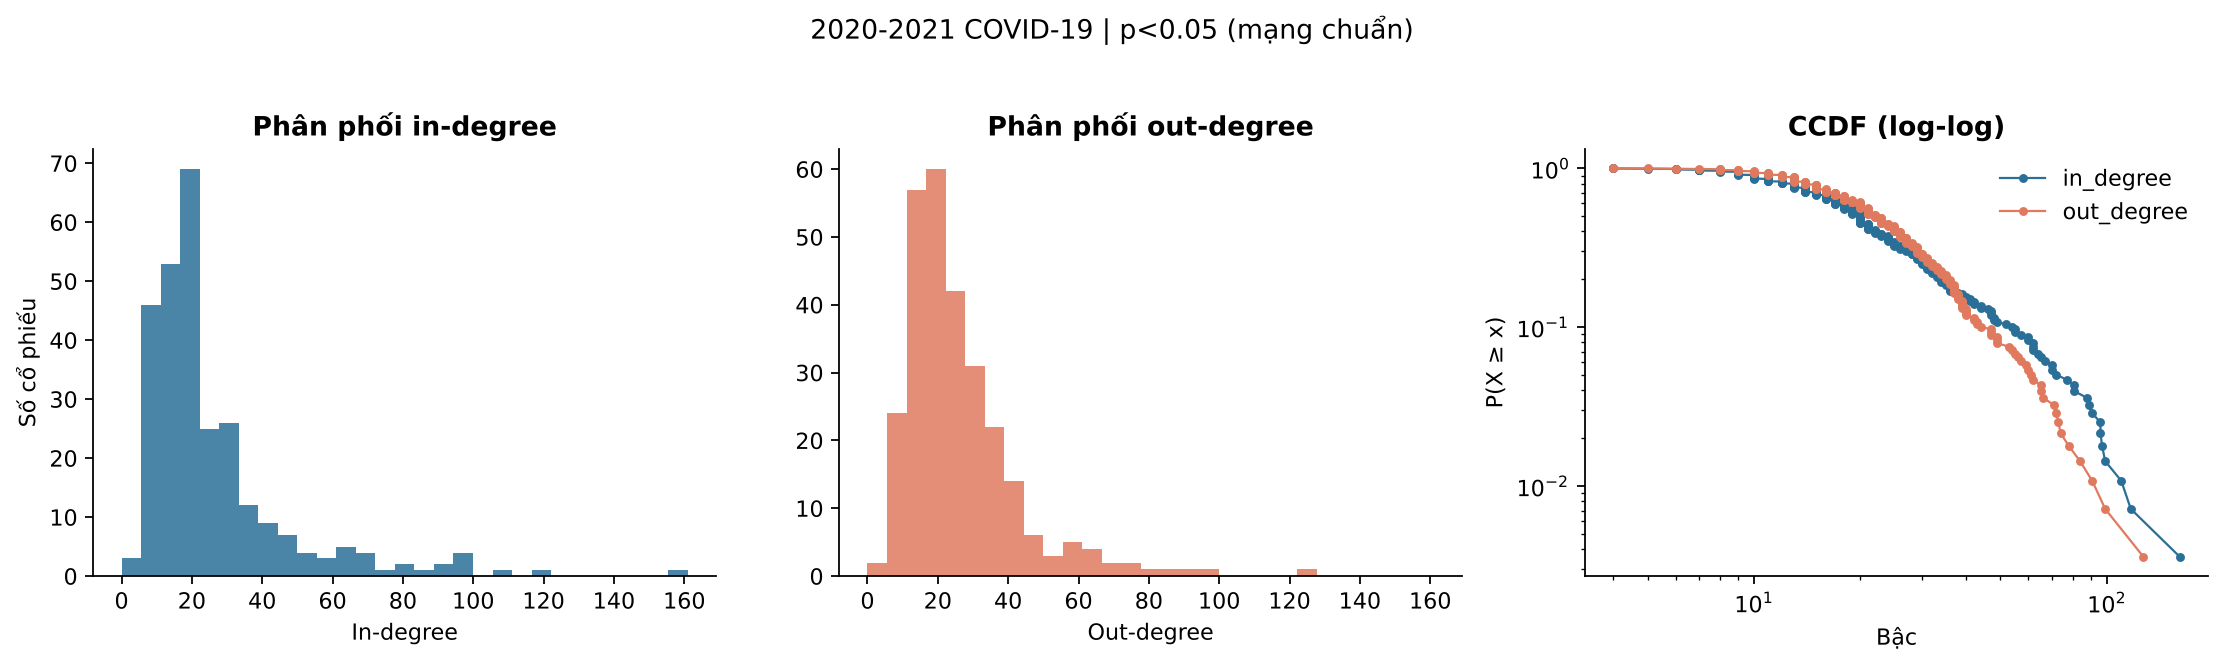 2020-2021 COVID-19 | p<0.05 (mạng chuẩn)
Phân phối in-degree
Số cổ phiếu
70
60
50
40
30
20
10
0
0 20 40 60 80 100 120 140 160
In-degree
Phân phối out-degree
60
50
40
30
20
10
0
0 20 40 60 80 100 120 140 160
Out-degree
CCDF (log-log)
in_degree
out_degree
P(X ≥ x)
10⁰
10⁻¹
10⁻²
10¹ 10²
Bậc